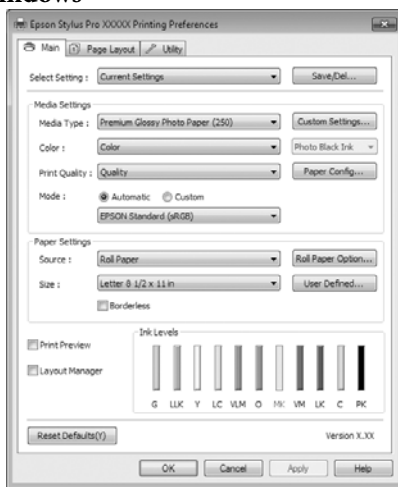 Epson Stylus Pro XXXXX Printing Preferences
Main Page Layout Utility
Select Setting : Current Settings Save/Del...
Media Settings
Media Type : Premium Glossy Photo Paper (250) Custom Settings...
Color : Color Photo Black Ink
Print Quality : Quality Paper Config...
Mode : Automatic Custom
EPSON Standard (sRGB)
Paper Settings
Source : Roll Paper Roll Paper Option...
Size : Letter 8 1/2 x 11 in User Defined...
Borderless
Ink Levels
Print Preview
Layout Manager
G LLK Y LC VLM O MK VM LK C PK
Reset Defaults(Y) Version X.XX
OK Cancel Apply Help